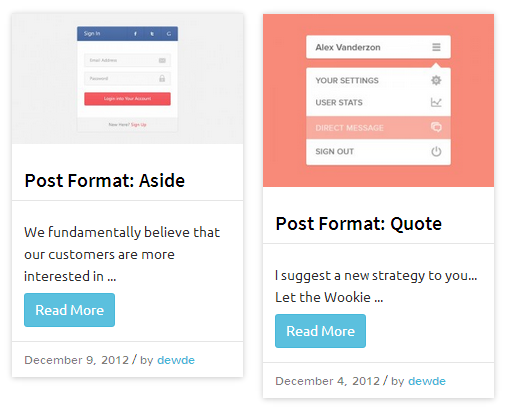 Sign In
Email Address
Password
Login Into Your Account
New Here? Sign Up
Post Format: Aside
We fundamentally believe that
our customers are more
interested in ...
Read More
December 9, 2012 / by dewde
Alex Vanderzon
YOUR SETTINGS
USER STATS
DIRECT MESSAGE
SIGN OUT
Post Format: Quote
I suggest a new strategy to you...
Let the Wookie ...
Read More
December 4, 2012 / by dewde